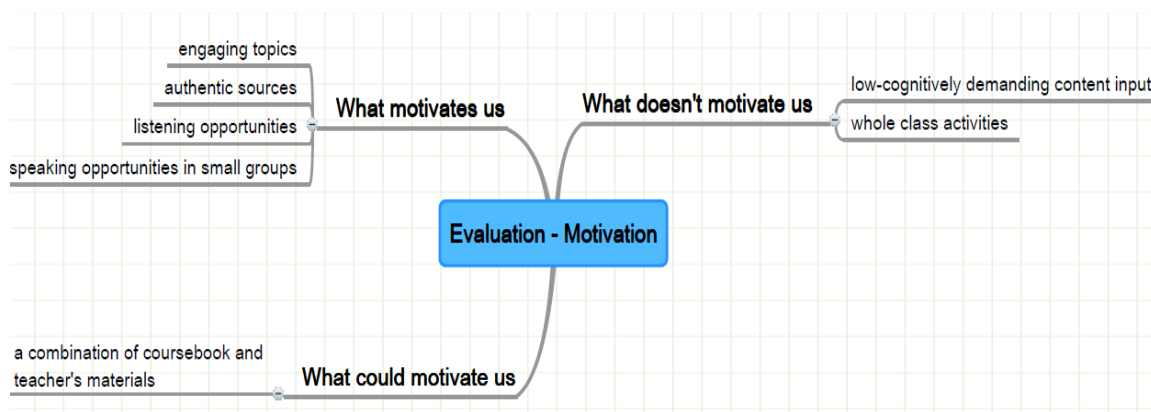 engaging topics
authentic sources
listening opportunities
speaking opportunities in small groups
What motivates us
What doesn't motivate us
low-cognitively demanding content input
whole class activities
Evaluation - Motivation
a combination of coursebook and
teacher's materials
What could motivate us